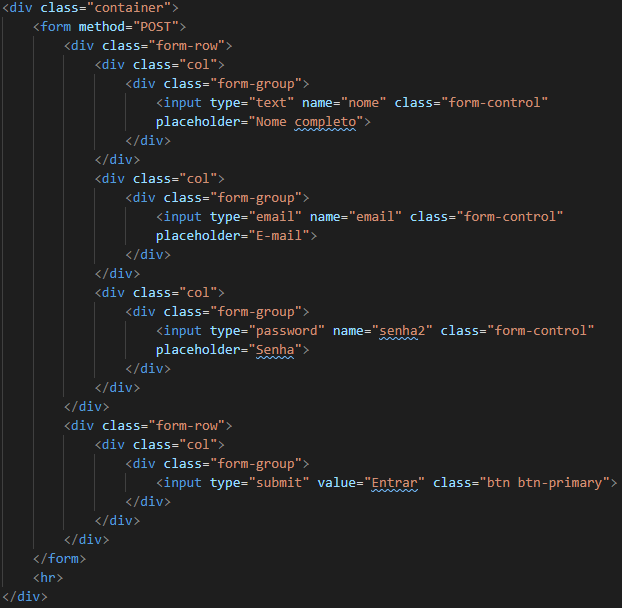 <div class="container">
    <form method="POST">
        <div class="form-row">
            <div class="col">
                <div class="form-group">
                    <input type="text" name="nome" class="form-control"
                    placeholder="Nome completo">
                </div>
            </div>
            <div class="col">
                <div class="form-group">
                    <input type="email" name="email" class="form-control"
                    placeholder="E-mail">
                </div>
            </div>
            <div class="col">
                <div class="form-group">
                    <input type="password" name="senha2" class="form-control"
                    placeholder="Senha">
                </div>
            </div>
        </div>
        <div class="form-row">
            <div class="col">
                <div class="form-group">
                    <input type="submit" value="Entrar" class="btn btn-primary">
                </div>
            </div>
        </div>
    </form>
    <hr>
</div>